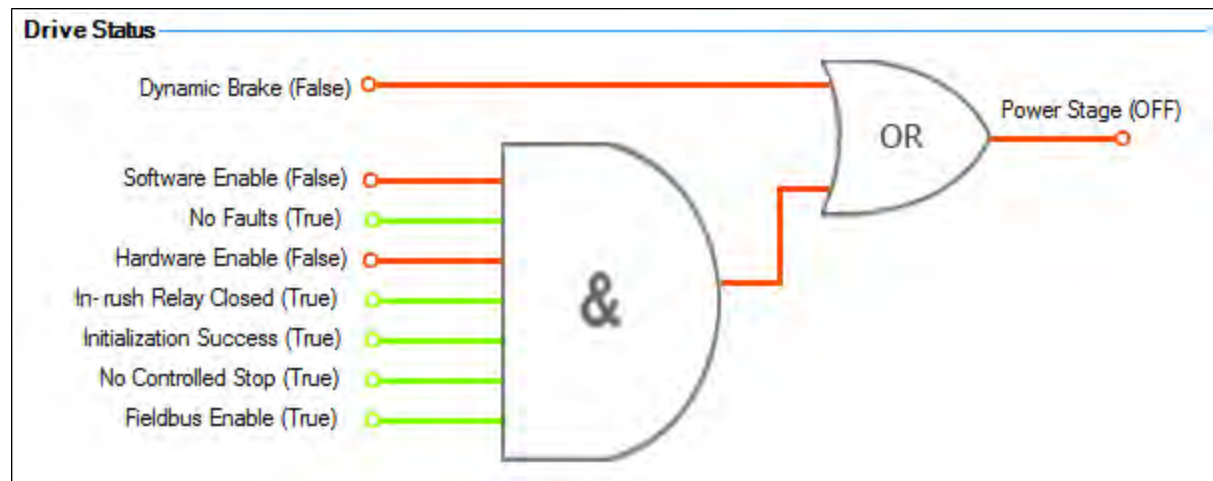 Drive Status
Dynamic Brake (False)
OR
Power Stage (OFF)
Software Enable (False)
No Faults (True)
Hardware Enable (False)
In-rush Relay Closed (True)
&
Initialization Success (True)
No Controlled Stop (True)
Fieldbus Enable (True)